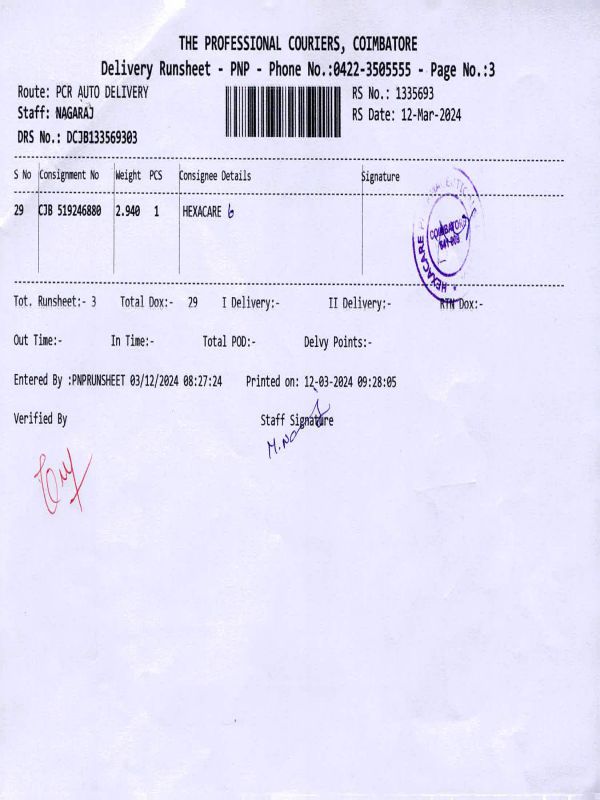 THE PROFESSIONAL COURIERS, COIMBATORE
Delivery Runsheet - PNP - Phone No.:0422-3505555 - Page No.:3
Route: PCR AUTO DELIVERY RS No.: 1335693
Staff: NAGARAJ RS Date: 12-Mar-2024
DRS No.: DCJB133569303
S No Consignment No Weight PCS Consignee Details Signature
29 CJB 519246880 2.940 1 HEXACARE 6
HEXACARE
COIMBATORE
Tot. Runsheet:- 3 Total Dox:- 29 I Delivery:- II Delivery:- RTN Dox:-
Out Time:- In Time:- Total POD:- Delvy Points:-
Entered By :PNPRUNSHEET 03/12/2024 08:27:24 Printed on: 12-03-2024 09:28:05
Verified By Staff Signature